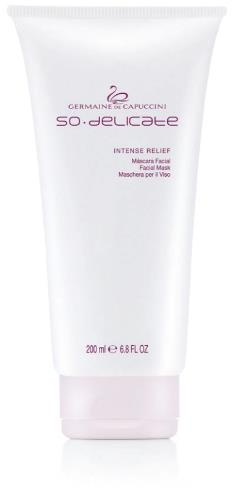 GERMAINE DE CAPUCCINI
SO·DELICATE
INTENSE RELIEF
Máscara Facial
Facial Mask
Maschera per il Viso
200 ml e 6.8 FL OZ